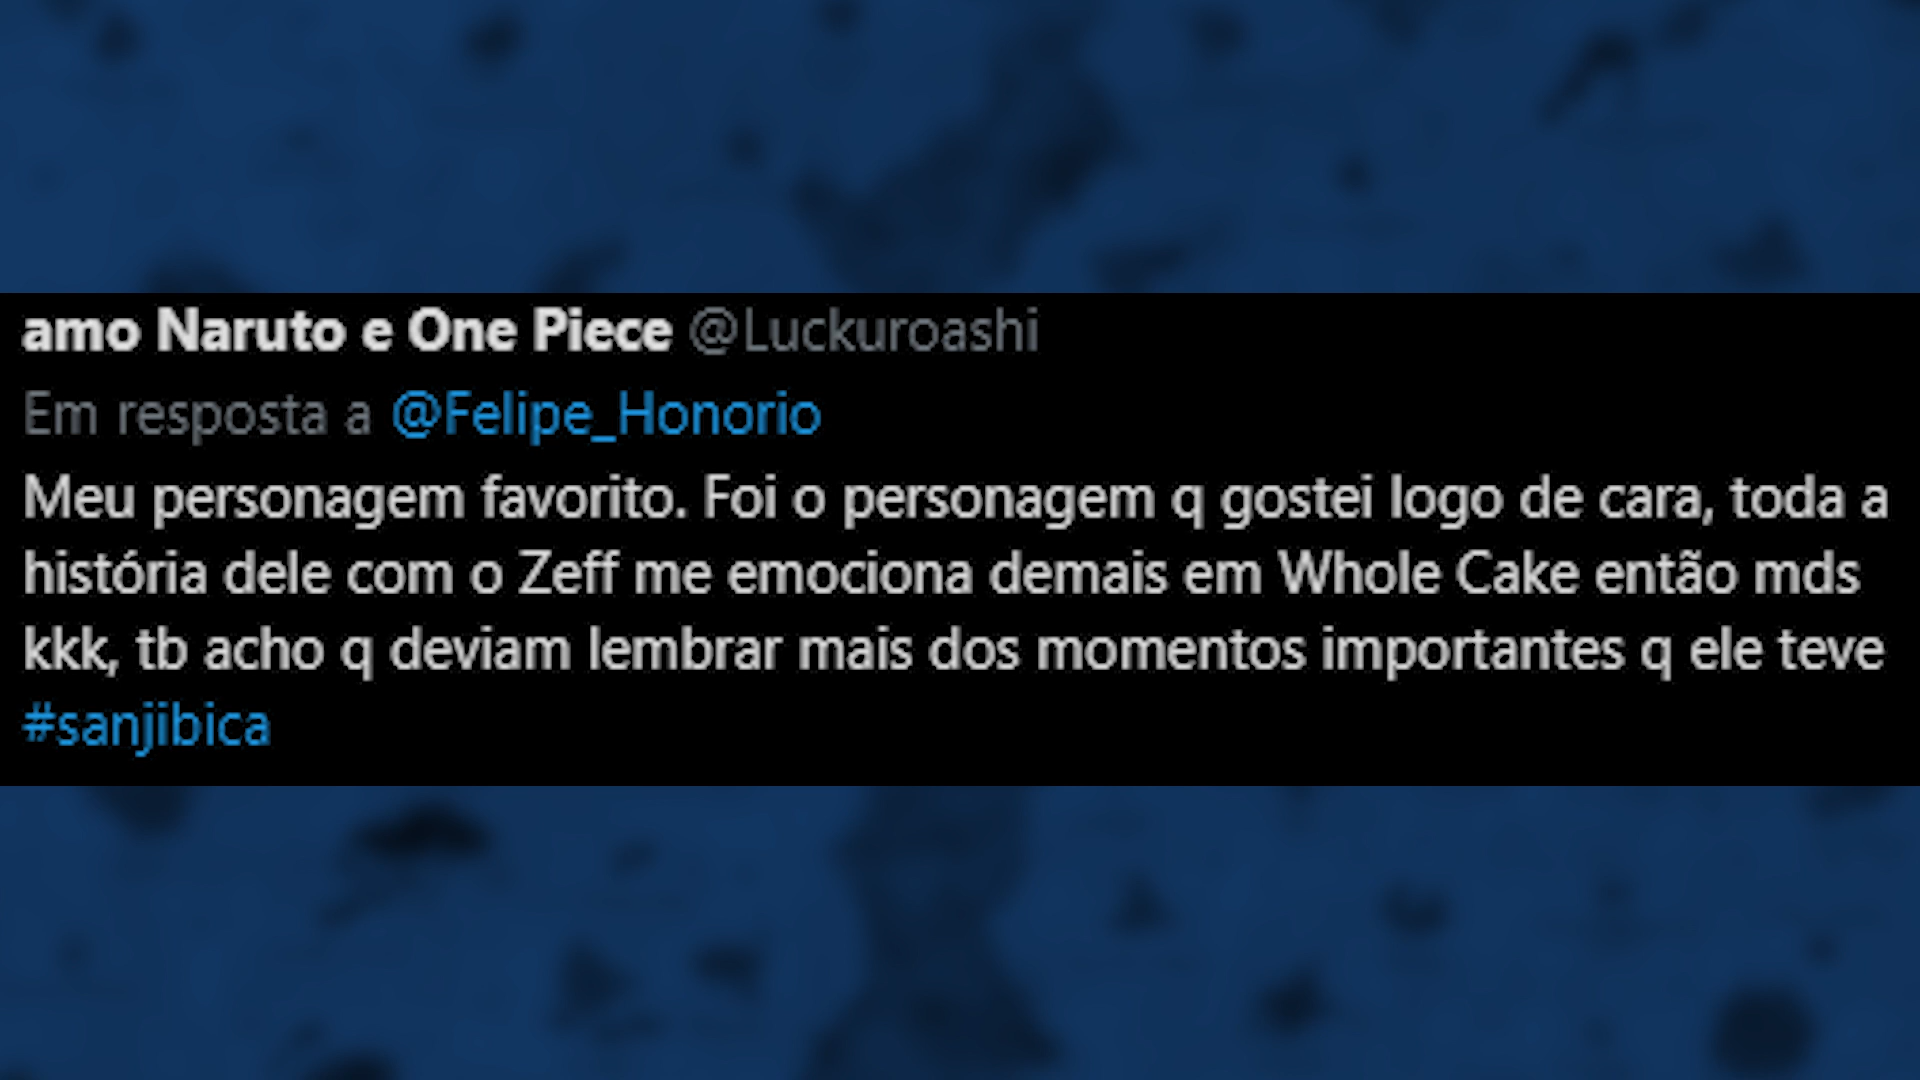 amo Naruto e One Piece @Luckuroashi
Em resposta a @Felipe_Honorio
Meu personagem favorito. Foi o personagem q gostei logo de cara, toda a
história dele com o Zeff me emociona demais em Whole Cake então mds
kkk, tb acho q deviam lembrar mais dos momentos importantes q ele teve
#sanjibica